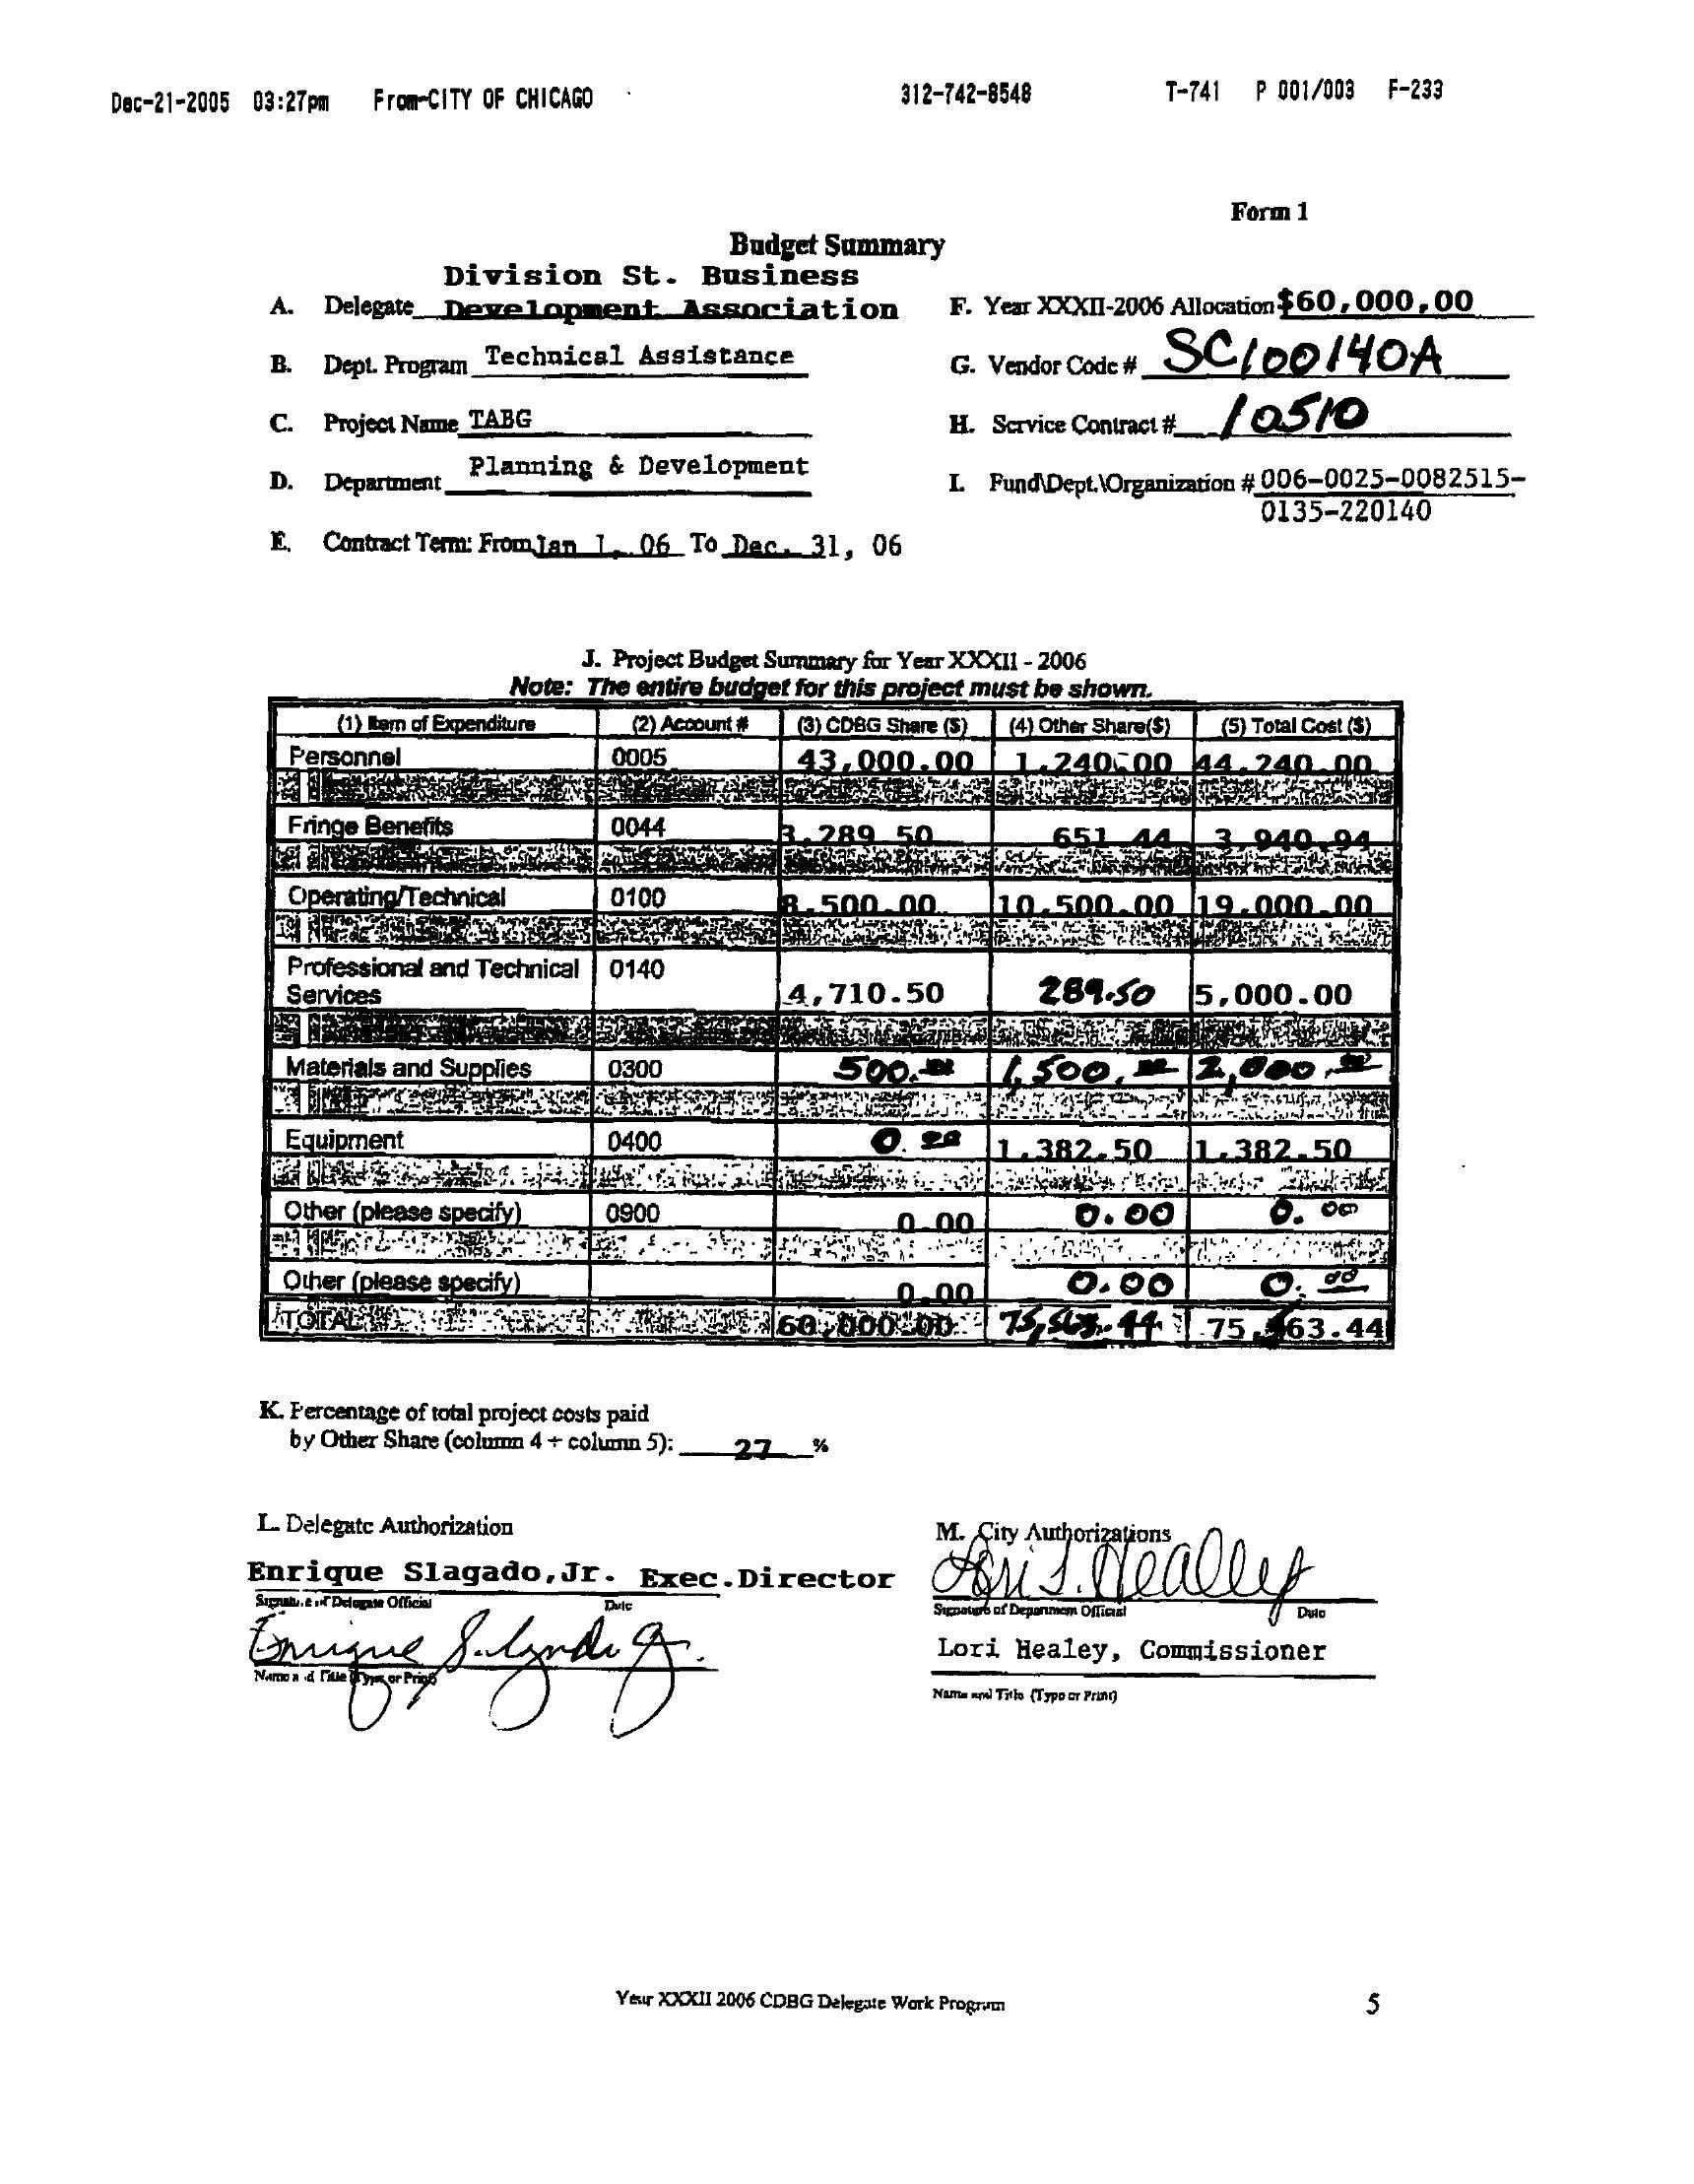 Dec-21-2005 03:27pm From-CITY OF CHICAGO 312-742-8548 T-741 P 001/003 F-233
Form 1
Budget Summary
Division St. Business
A. Delegate Development Association F. Year XXXII-2006 Allocation $60,000,00
B. Dept. Program Technical Assistance G. Vendor Code # SC100140A
C. Project Name TABG H. Service Contract # 10510
D. Department Planning & Development I. Fund\Dept.\Organization # 006-0025-0082515-
0135-220140
E. Contract Term: From Jan 1, 06 To Dec. 31, 06
J. Project Budget Summary for Year XXXII - 2006
Note: The entire budget for this project must be shown.
(1) Item of Expenditure (2) Account # (3) CDBG Share ($) (4) Other Share($) (5) Total Cost ($)
Personnel 0005 43,000.00 1,240.00 44,240.00
Fringe Benefits 0044 3,289.50 651.44 3,940.94
Operating/Technical 0100 8,500.00 10,500.00 19,000.00
Professional and Technical 0140
Services 4,710.50 289.50 5,000.00
Materials and Supplies 0300 500.00 1,500.00 2,000.00
Equipment 0400 0.00 1,382.50 1,382.50
Other (please specify) 0900 0.00 0.00 0.00
Other (please specify) 0.00 0.00 0.00
TOTAL 60,000.00 75,563.44 75,563.44
K. Percentage of total project costs paid
by Other Share (column 4 ÷ column 5): 27 %
L. Delegate Authorization M. City Authorizations
Enrique Slagado,Jr. Exec.Director Lori T. Healey
Signature of Delegate Official Date Signature of Department Official Date
Enrique Salgado Jr. Lori Healey, Commissioner
Name and Title (Type or Print) Name and Title (Type or Print)
Year XXXII 2006 CDBG Delegate Work Program 5